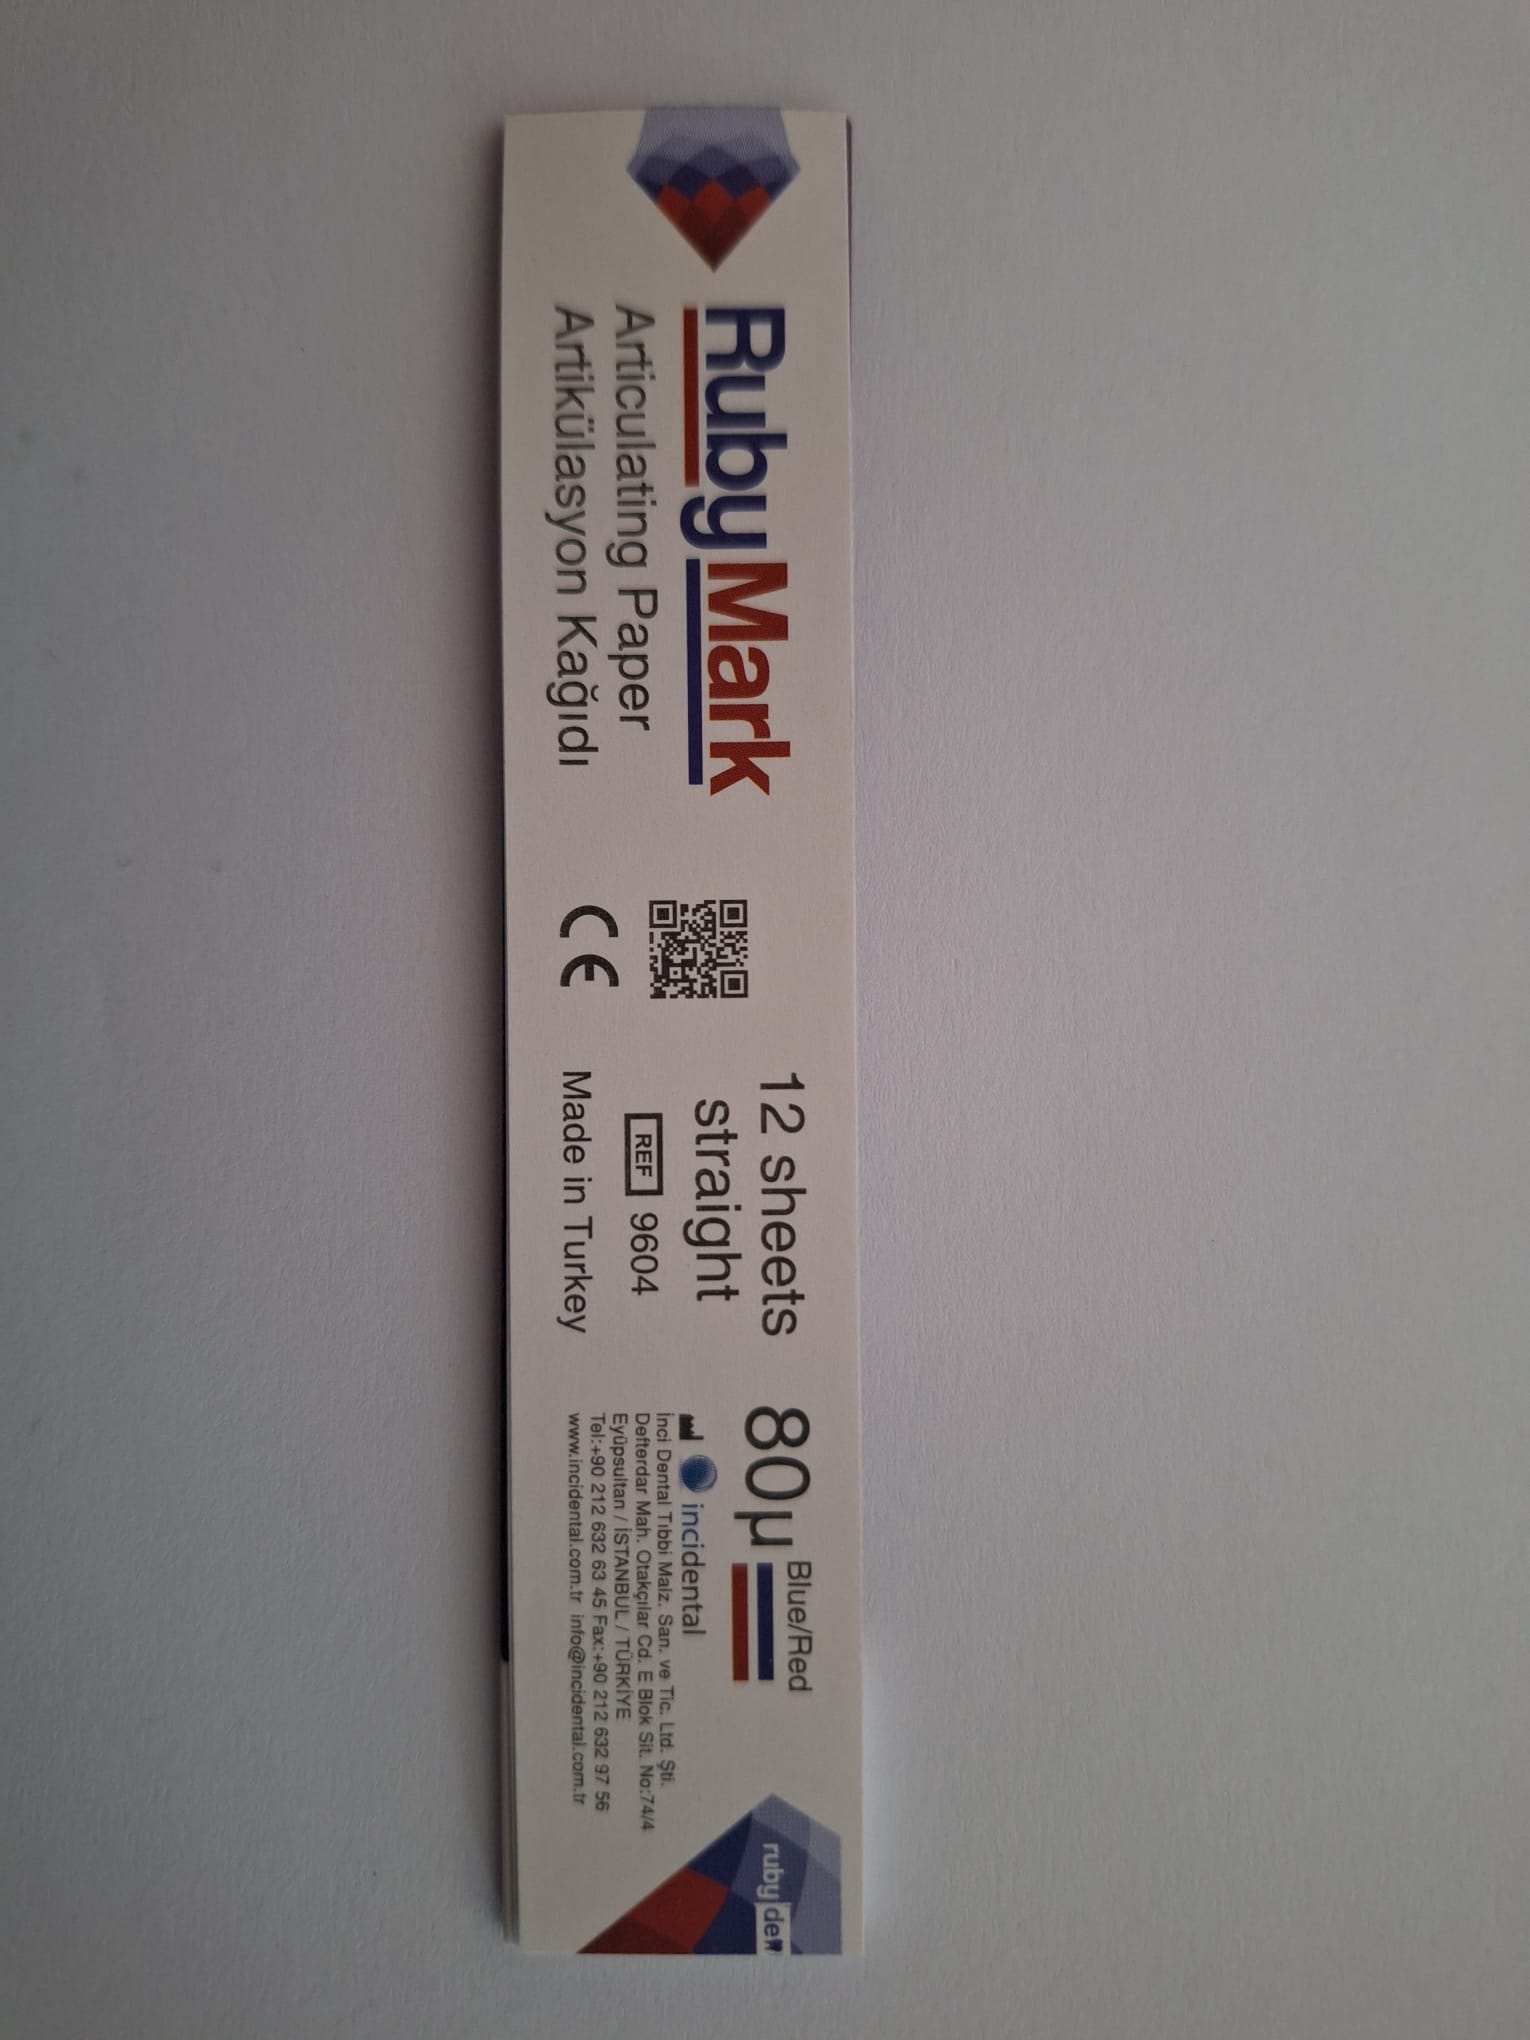 RubyMark
Articulating Paper
Artikülasyon Kağıdı
CE
12 sheets
straight
REF 9604
Made in Turkey
80µ Blue/Red
incidental
İnci Dental Tıbbi Malz. San. ve Tic. Ltd. Şti.
Defterdar Mah. Otakçılar Cd. E Blok Sit. No:74/4
Eyüpsultan / İSTANBUL / TÜRKİYE
Tel:+90 212 632 63 45 Fax:+90 212 632 97 56
www.incidental.com.tr info@incidental.com.tr
ruby